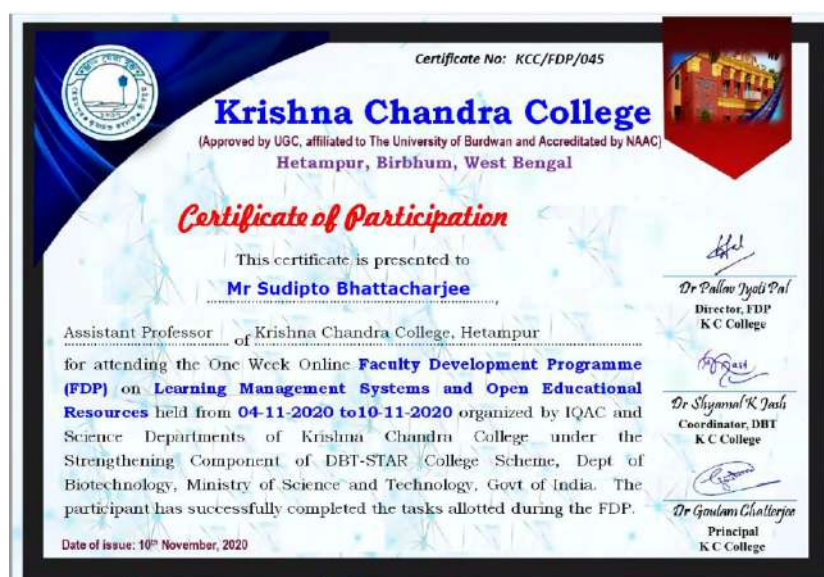 Certificate No: KCC/FDP/045
Krishna Chandra College
(Approved by UGC, affiliated to The University of Burdwan and Accreditated by NAAC)
Hetampur, Birbhum, West Bengal
Certificate of Participation
This certificate is presented to
Mr Sudipto Bhattacharjee
Assistant Professor of Krishna Chandra College, Hetampur
for attending the One Week Online Faculty Development Programme
(FDP) on Learning Management Systems and Open Educational
Resources held from 04-11-2020 to10-11-2020 organized by IQAC and
Science Departments of Krishna Chandra College under the
Strengthening Component of DBT-STAR College Scheme, Dept of
Biotechnology, Ministry of Science and Technology, Govt of India. The
participant has successfully completed the tasks allotted during the FDP.
Date of issue: 10th November, 2020
Dr Pallav Jyoti Pal
Director, FDP
K C College
Dr Shyamal K Jash
Coordinator, DBT
K C College
Dr Goutam Chatterjee
Principal
K C College